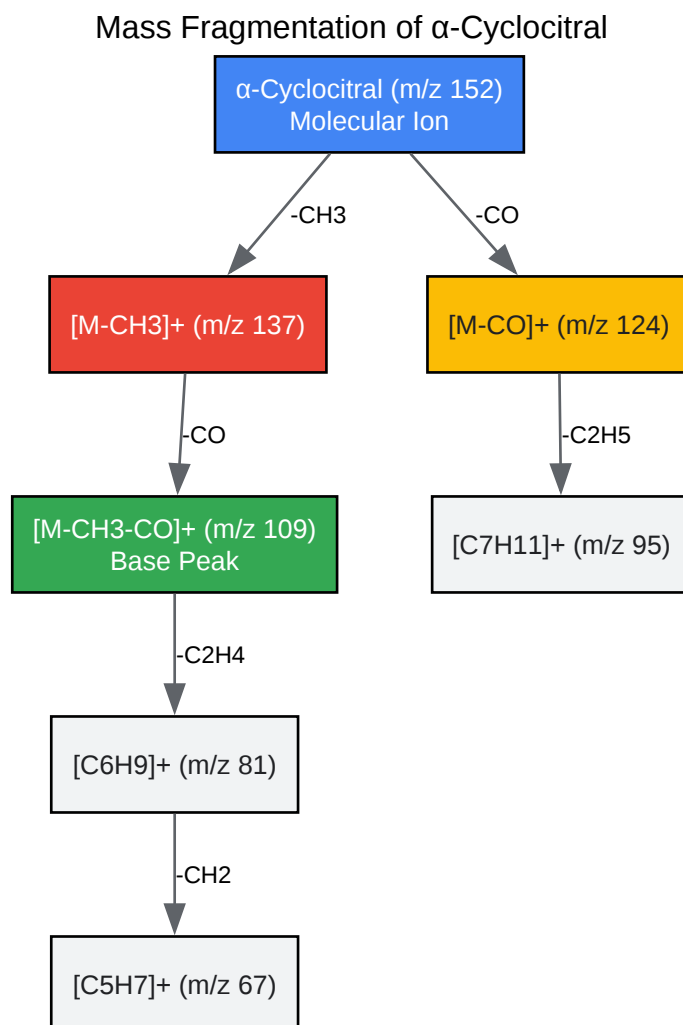 Mass Fragmentation of α-Cyclocitral
α-Cyclocitral (m/z 152)
Molecular Ion
-CH3
-CO
[M-CH3]+ (m/z 137)
[M-CO]+ (m/z 124)
-CO
-C2H5
[M-CH3-CO]+ (m/z 109)
Base Peak
[C7H11]+ (m/z 95)
-C2H4
[C6H9]+ (m/z 81)
-CH2
[C5H7]+ (m/z 67)